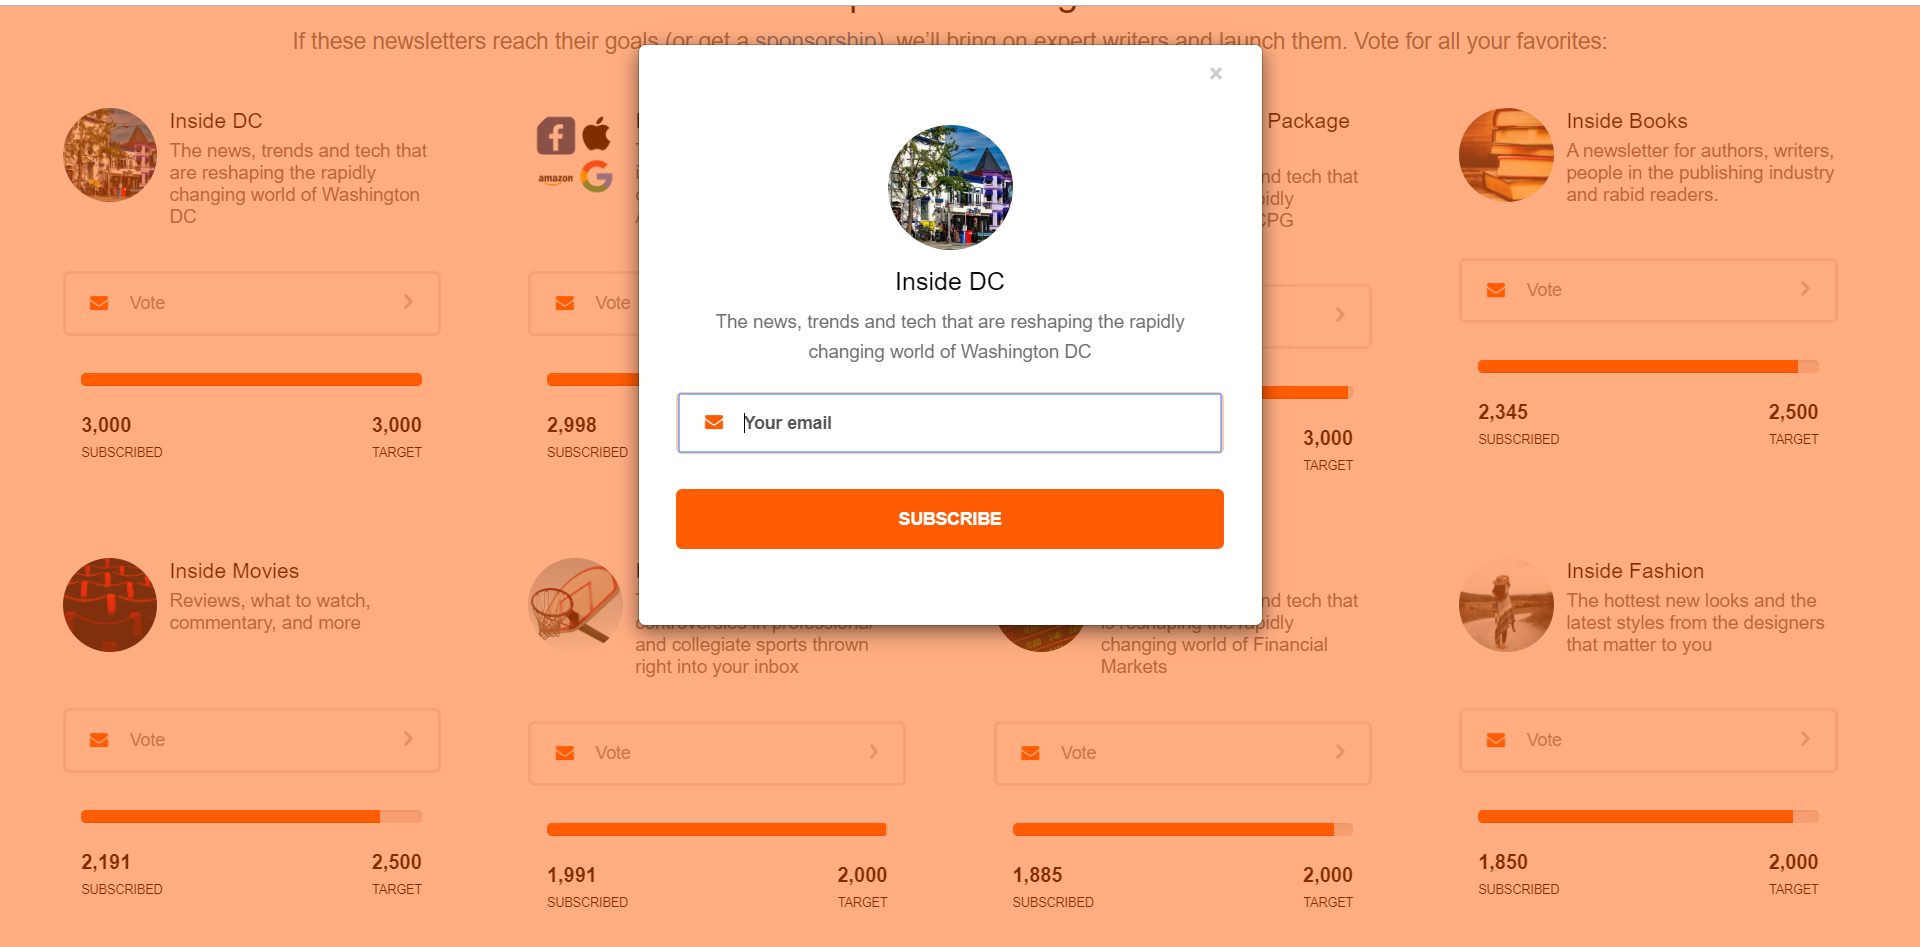 If these newsletters reach their goals (or get a sponsorship), we'll bring on expert writers and launch them. Vote for all your favorites:
×
Inside DC
The news, trends and tech that
are reshaping the rapidly
changing world of Washington
DC
Vote
3,000
3,000
SUBSCRIBED
TARGET
amazon
Vote
2,998
SUBSCRIBED
Inside DC
The news, trends and tech that are reshaping the rapidly
changing world of Washington DC
Your email
SUBSCRIBE
Package
nd tech that
CPG
3,000
TARGET
Inside Books
A newsletter for authors, writers,
people in the publishing industry
and rabid readers.
Vote
2,345
2,500
SUBSCRIBED
TARGET
Inside Movies
Reviews, what to watch,
commentary, and more
Vote
2,191
2,500
SUBSCRIBED
TARGET
controversies in professional
and collegiate sports thrown
right into your inbox
Vote
1,991
2,000
SUBSCRIBED
TARGET
nd tech that
is reshaping the rapidly
changing world of Financial
Markets
Vote
1,885
2,000
SUBSCRIBED
TARGET
Inside Fashion
The hottest new looks and the
latest styles from the designers
that matter to you
Vote
1,850
2,000
SUBSCRIBED
TARGET